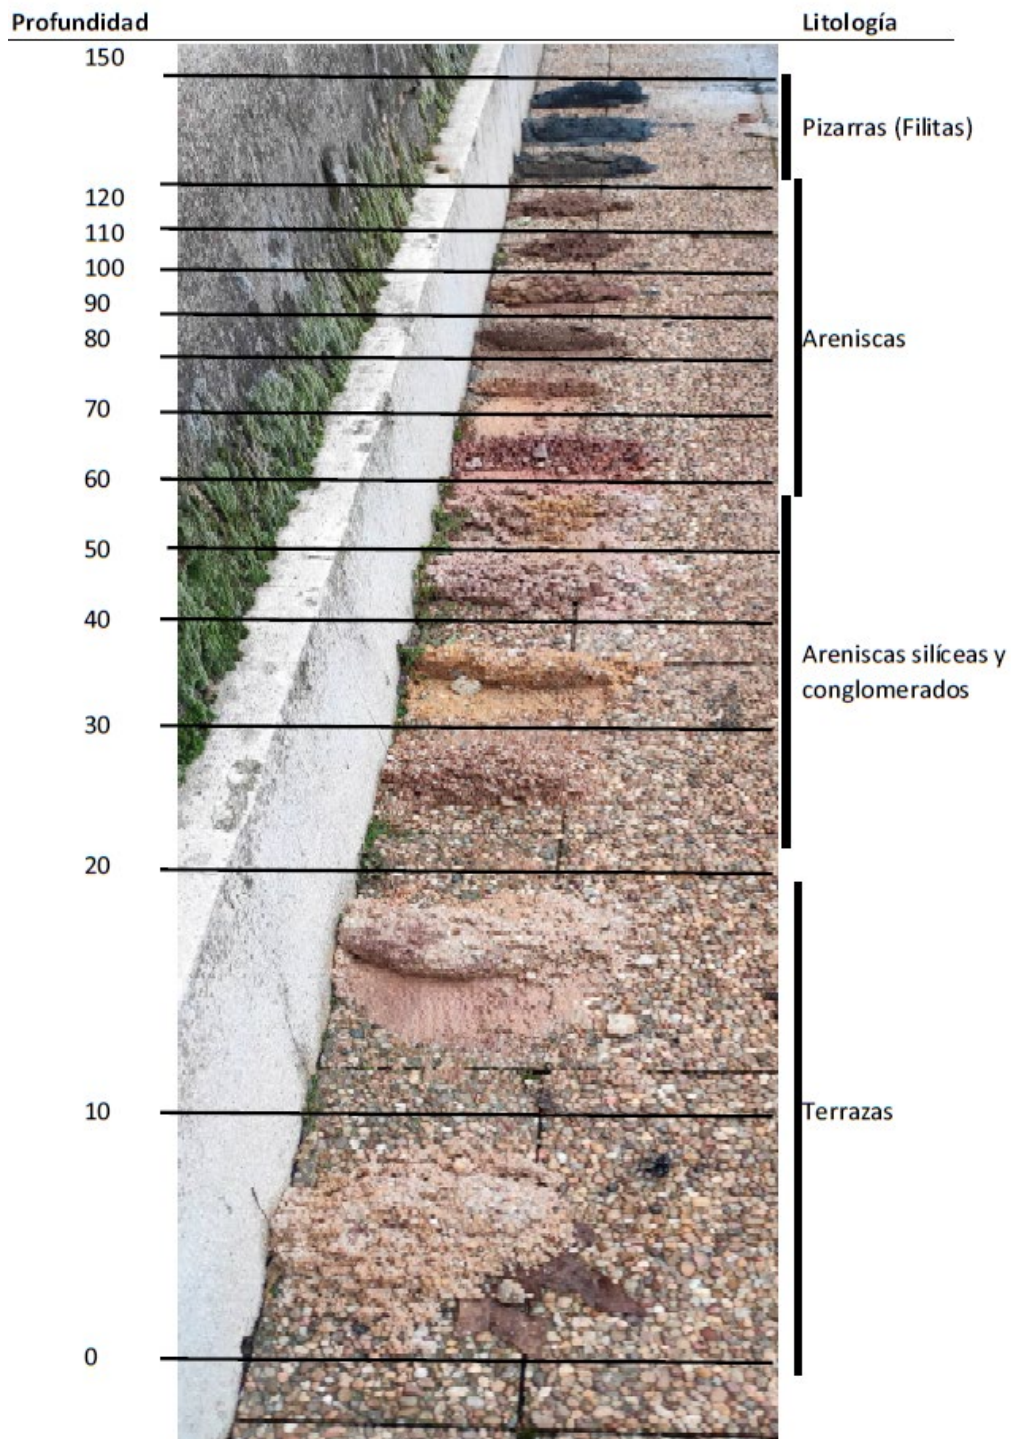 Profundidad Litología
150
Pizarras (Filitas)
120
110
100
90
80 Areniscas
70
60
50
40
Areniscas silíceas y
conglomerados
30
20
10 Terrazas
0